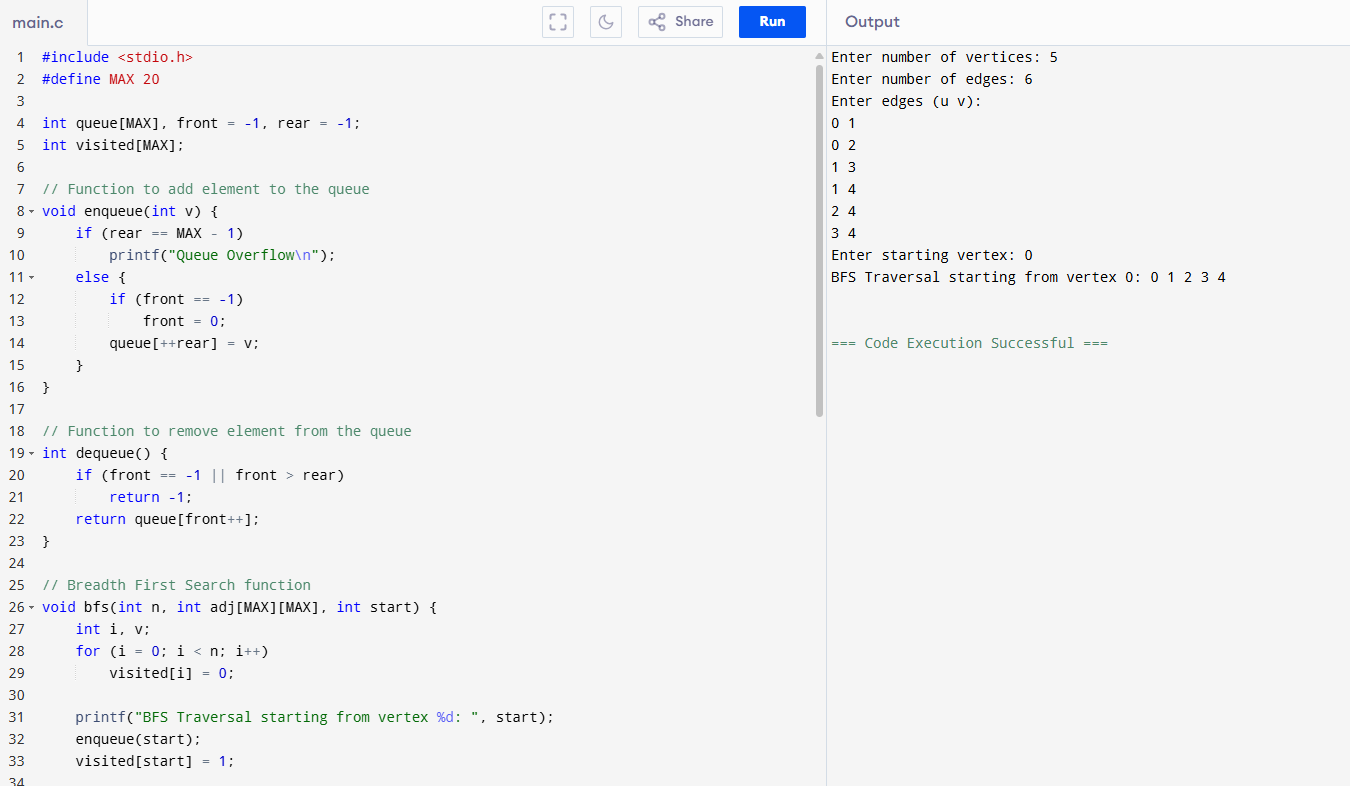 main.c
Share
Run
Output
1 #include <stdio.h>
2 #define MAX 20
3
4 int queue[MAX], front = -1, rear = -1;
5 int visited[MAX];
6
7 // Function to add element to the queue
8 void enqueue(int v) {
9     if (rear == MAX - 1)
10         printf("Queue Overflow\n");
11     else {
12         if (front == -1)
13             front = 0;
14         queue[++rear] = v;
15     }
16 }
17
18 // Function to remove element from the queue
19 int dequeue() {
20     if (front == -1 || front > rear)
21         return -1;
22     return queue[front++];
23 }
24
25 // Breadth First Search function
26 void bfs(int n, int adj[MAX][MAX], int start) {
27     int i, v;
28     for (i = 0; i < n; i++)
29         visited[i] = 0;
30
31     printf("BFS Traversal starting from vertex %d: ", start);
32     enqueue(start);
33     visited[start] = 1;
34
Enter number of vertices: 5
Enter number of edges: 6
Enter edges (u v):
0 1
0 2
1 3
1 4
2 4
3 4
Enter starting vertex: 0
BFS Traversal starting from vertex 0: 0 1 2 3 4
=== Code Execution Successful ===